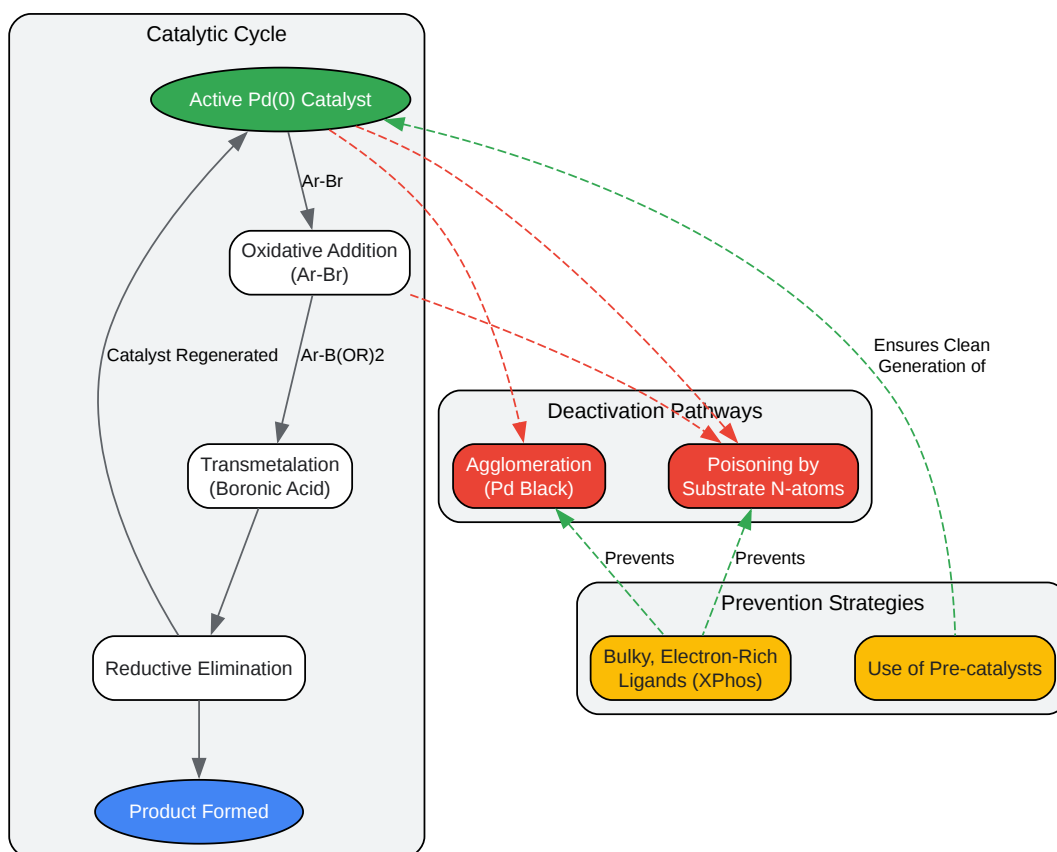 Catalytic Cycle
Active Pd(0) Catalyst
Ar-Br
Oxidative Addition
(Ar-Br)
Catalyst Regenerated
Ar-B(OR)2
Transmetalation
(Boronic Acid)
Reductive Elimination
Product Formed
Ensures Clean
Generation of
Deactivation Pathways
Agglomeration
(Pd Black)
Poisoning by
Substrate N-atoms
Prevents
Prevents
Prevention Strategies
Bulky, Electron-Rich
Ligands (XPhos)
Use of Pre-catalysts